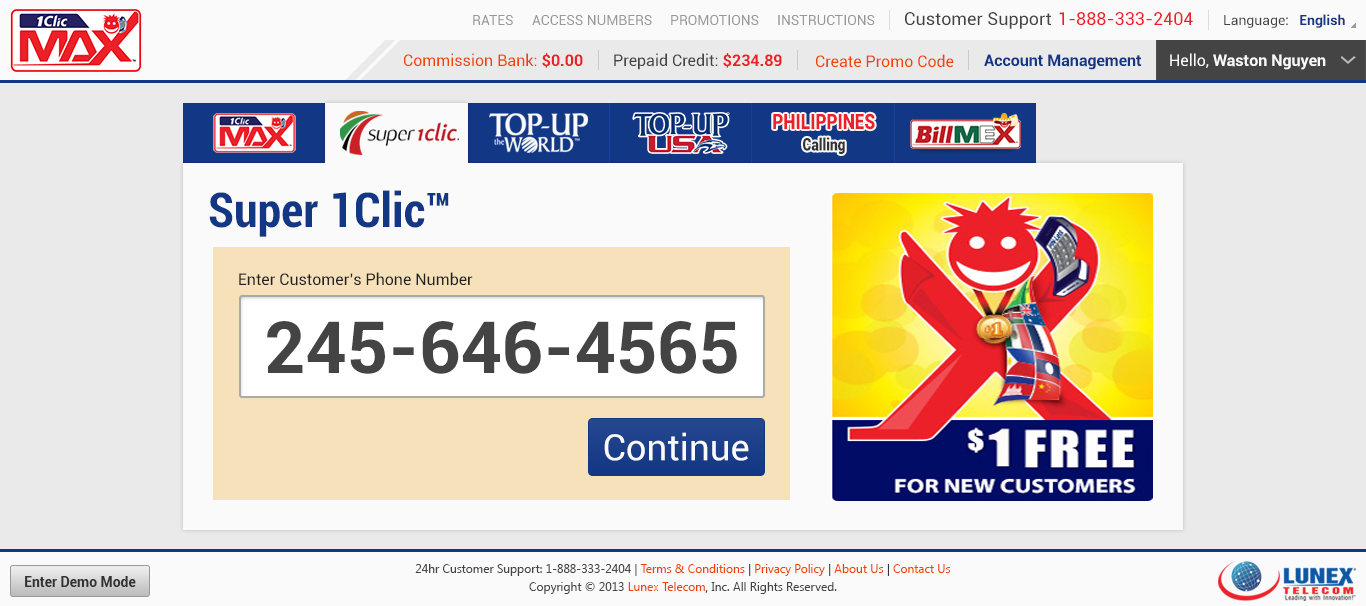 1Clic
MAX
RATES ACCESS NUMBERS PROMOTIONS INSTRUCTIONS Customer Support 1-888-333-2404 Language: English
Commission Bank: $0.00 Prepaid Credit: $234.89 Create Promo Code Account Management Hello, Waston Nguyen
1Clic
MAX
super 1clic.
TOP-UP
the WORLD™
TOP-UP
USA
PHILIPPINES
Calling
BillMEX
Super 1Clic™
Enter Customer's Phone Number
245-646-4565
Continue
#1
$1 FREE
FOR NEW CUSTOMERS
Enter Demo Mode
24hr Customer Support: 1-888-333-2404 | Terms & Conditions | Privacy Policy | About Us | Contact Us
Copyright © 2013 Lunex Telecom, Inc. All Rights Reserved.
LUNEX
TELECOM
Leading with Innovation!